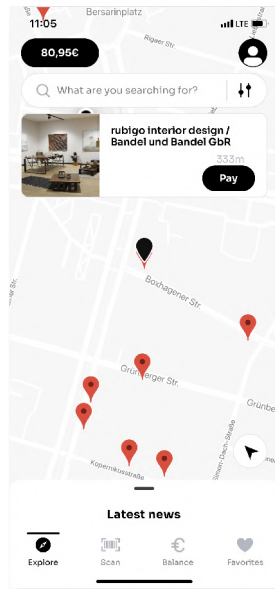 Bersarinplatz
11:05
LTE
Rigaer Str.
80,95€
What are you searching for?
rubigo interior design /
Bandel und Bandel GbR
333m
Pay
Boxhagener Str.
Grünberger Str.
Grünbe
Simon-Dach-Straße
Kopernikusstraße
Latest news
Explore
Scan
Balance
Favorites